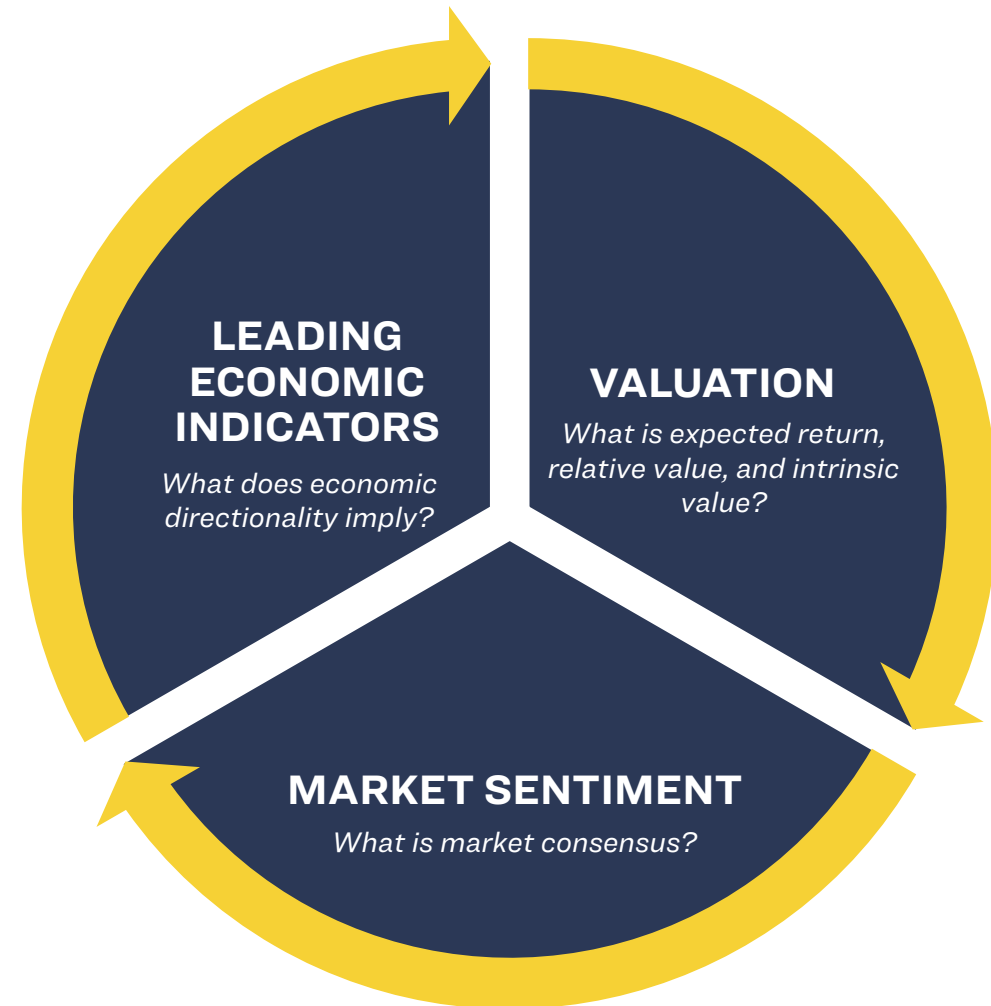 LEADING
ECONOMIC
INDICATORS
What does economic
directionality imply?
VALUATION
What is expected return,
relative value, and intrinsic
value?
MARKET SENTIMENT
What is market consensus?